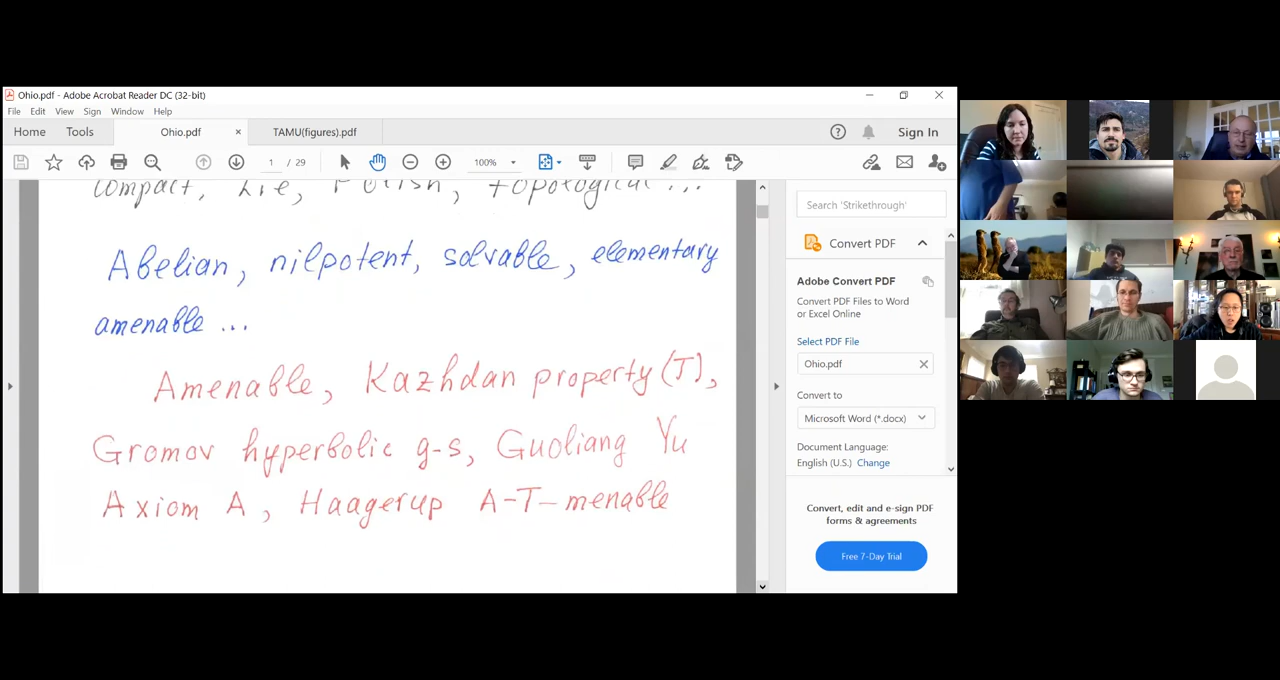 Ohio.pdf - Adobe Acrobat Reader DC (32-bit)
File Edit View Sign Window Help
Home Tools Ohio.pdf × TAMU(figures).pdf Sign In
1 / 29 100%
compact, Lie, Polish, topological ...
Abelian, nilpotent, solvable, elementary
amenable ...
Amenable, Kazhdan property (T),
Gromov hyperbolic g-s, Guoliang Yu
Axiom A, Haagerup A-T-menable
Search 'Strikethrough'
Convert PDF
Adobe Convert PDF
Convert PDF Files to Word
or Excel Online
Select PDF File
Ohio.pdf
Convert to
Microsoft Word (*.docx)
Document Language:
English (U.S.) Change
Convert, edit and e-sign PDF
forms & agreements
Free 7-Day Trial